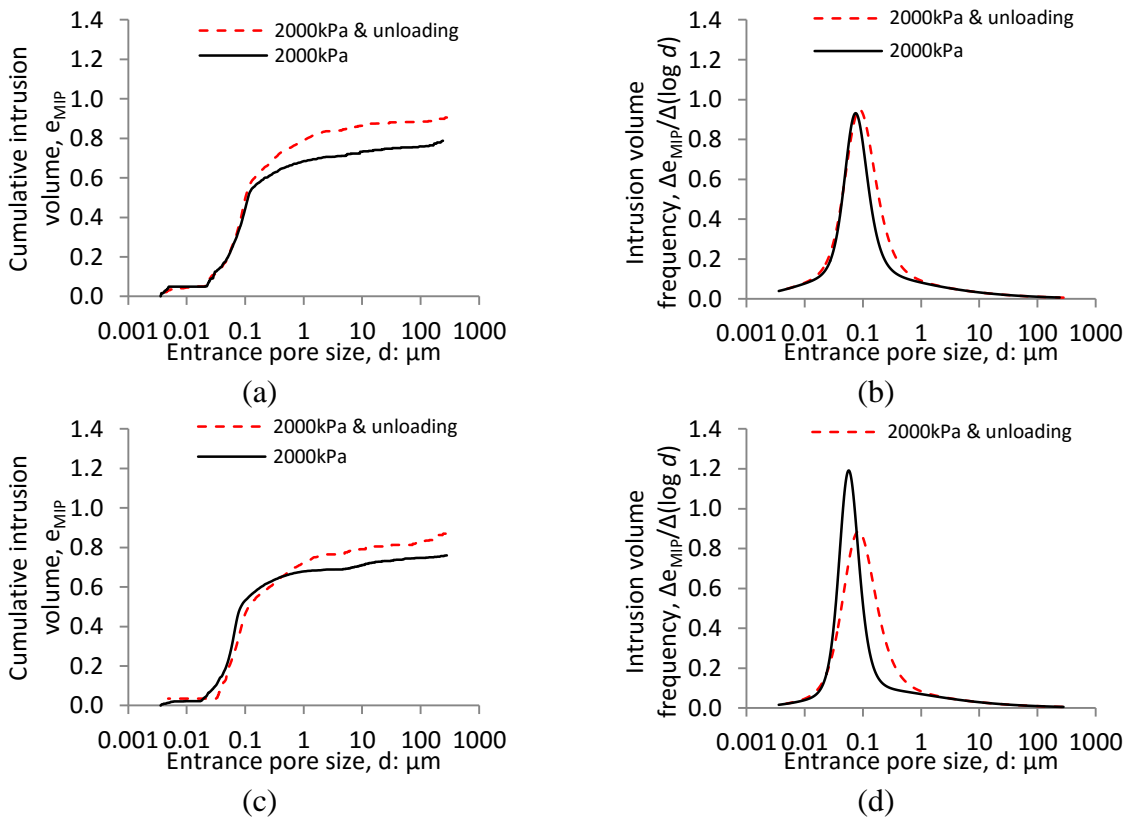 Cumulative intrusion
volume, eMIP
1.4
1.2
1.0
0.8
0.6
0.4
0.2
0.0
2000kPa & unloading
2000kPa
0.001 0.01 0.1 1 10 100 1000
Entrance pore size, d: µm
(a)
Intrusion volume
frequency, ΔeMIP/Δ(log d)
1.4
1.2
1.0
0.8
0.6
0.4
0.2
0.0
2000kPa & unloading
2000kPa
0.001 0.01 0.1 1 10 100 1000
Entrance pore size, d: µm
(b)
Cumulative intrusion
volume, eMIP
1.4
1.2
1.0
0.8
0.6
0.4
0.2
0.0
2000kPa & unloading
2000kPa
0.001 0.01 0.1 1 10 100 1000
Entrance pore size, d: µm
(c)
Intrusion volume
frequency, ΔeMIP/Δ(log d)
1.4
1.2
1.0
0.8
0.6
0.4
0.2
0.0
2000kPa & unloading
0.001 0.01 0.1 1 10 100 1000
Entrance pore size, d: µm
(d)